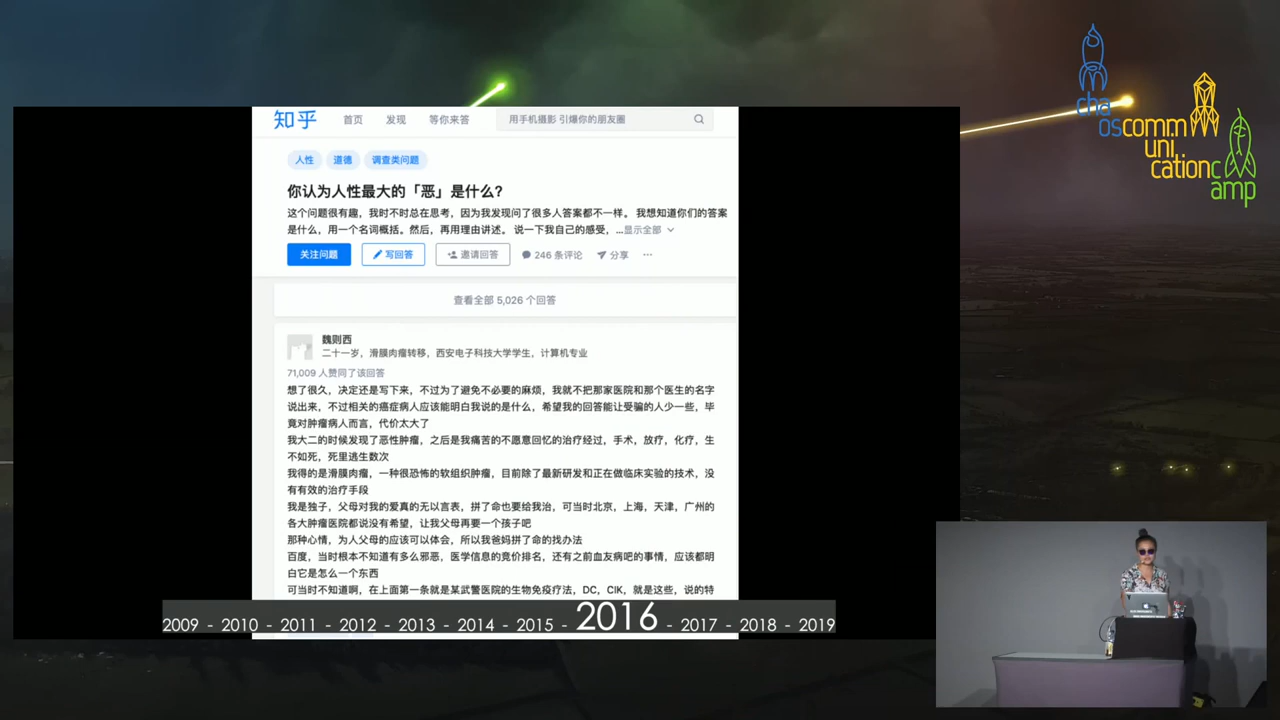 知乎 首页 发现 等你来答 用手机摄影 引爆你的朋友圈
人性 道德 调查类问题
你认为人性最大的「恶」是什么?
这个问题很有趣，我时不时总在思考，因为我发现问了很多人答案都不一样。 我想知道你们的答案
是什么，用一个名词概括。然后，再用理由讲述。 说一下我自己的感受，...显示全部
关注问题 写回答 邀请回答 246 条评论 分享 ···
查看全部 5,026 个回答
魏则西
二十一岁，滑膜肉瘤转移，西安电子科技大学学生，计算机专业
71,009 人赞同了该回答
想了很久，决定还是写下来，不过为了避免不必要的麻烦，我就不把那家医院和那个医生的名字
说出来，不过相关的癌症病人应该能明白我说的是什么，希望我的回答能让受骗的人少一些，毕
竟对肿瘤病人而言，代价太大了
我大二的时候发现了恶性肿瘤，之后是我痛苦的不愿意回忆的治疗经过，手术，放疗，化疗，生
不如死，死里逃生数次
我得的是滑膜肉瘤，一种很恐怖的软组织肿瘤，目前除了最新研发和正在做临床实验的技术，没
有有效的治疗手段
我是独子，父母对我的爱真的无以言表，拼了命也要给我治，可当时北京，上海，天津，广州的
各大肿瘤医院都说没有希望，让我父母再要一个孩子吧
那种心情，为人父母的应该可以体会，所以我爸妈拼了命的找办法
百度，当时根本不知道有多么邪恶，医学信息的竞价排名，还有之前血友病吧的事情，应该都明
白它是怎么一个东西
可当时不知道啊，在上面第一条就是某武警医院的生物免疫疗法，DC，CIK，就是这些，说的特
2009 - 2010 - 2011 - 2012 - 2013 - 2014 - 2015 - 2016 - 2017 - 2018 - 2019
cha
oscomm
uni
cationc
amp